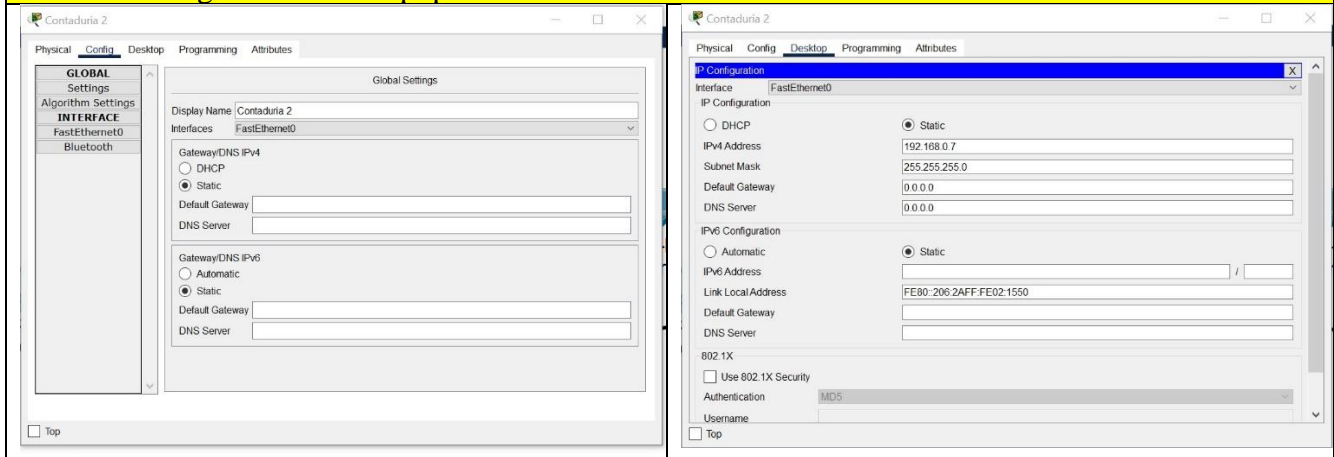 Contaduria 2
Physical Config Desktop Programming Attributes
GLOBAL
Settings
Algorithm Settings
INTERFACE
FastEthernet0
Bluetooth
Global Settings
Display Name Contaduria 2
Interfaces FastEthernet0
Gateway/DNS IPv4
DHCP
Static
Default Gateway
DNS Server
Gateway/DNS IPv6
Automatic
Static
Default Gateway
DNS Server
Top
Contaduria 2
Physical Config Desktop Programming Attributes
IP Configuration X
Interface FastEthernet0
IP Configuration
DHCP Static
IPv4 Address 192.168.0.7
Subnet Mask 255.255.255.0
Default Gateway 0.0.0.0
DNS Server 0.0.0.0
IPv6 Configuration
Automatic Static
IPv6 Address /
Link Local Address FE80::206:2AFF:FE02:1550
Default Gateway
DNS Server
802.1X
Use 802.1X Security
Authentication MD5
Username
Top